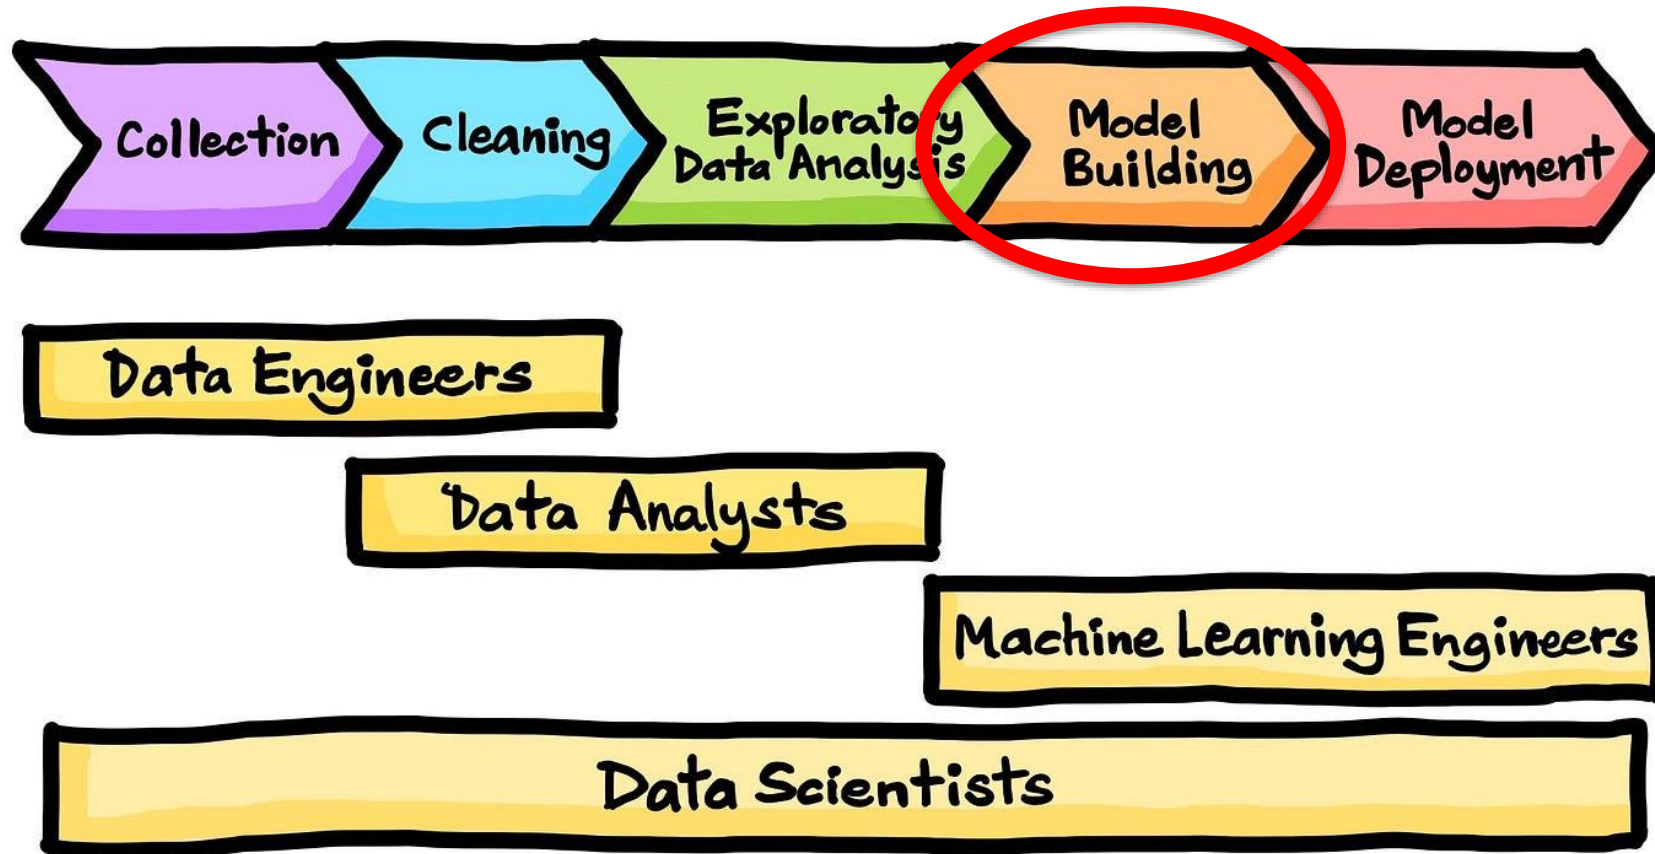 Collection
Cleaning
Exploratory
Data Analysis
Model
Building
Model
Deployment
Data Engineers
Data Analysts
Machine Learning Engineers
Data Scientists